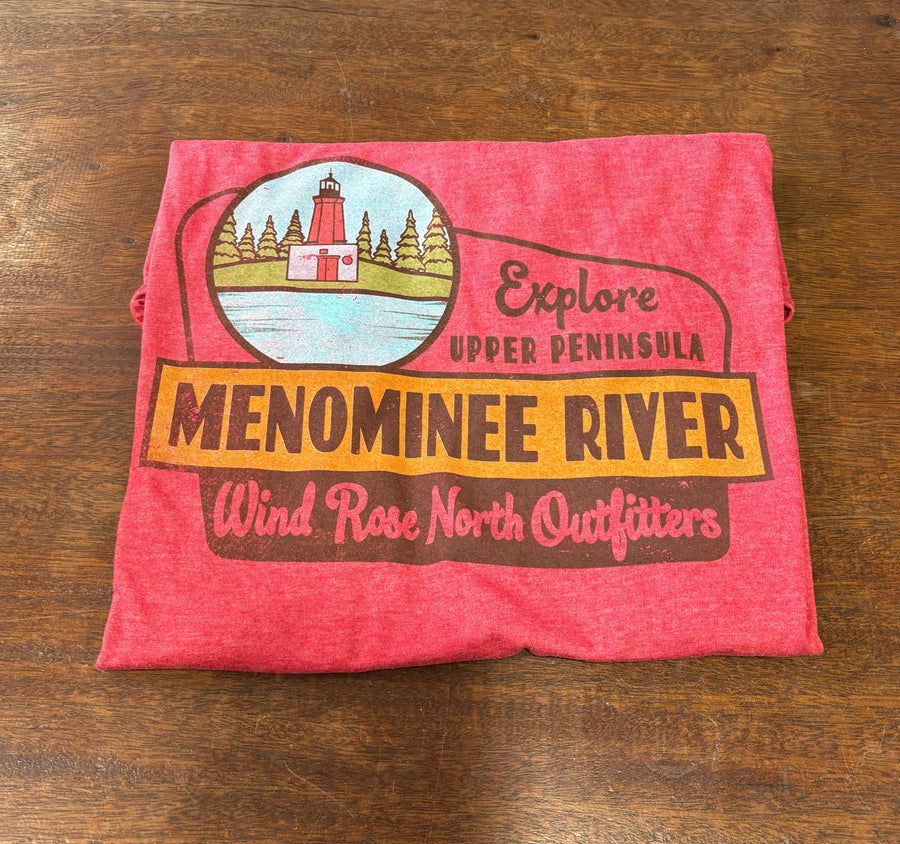 Explore
UPPER PENINSULA
MENOMINEE RIVER
Wind Rose North Outfitters